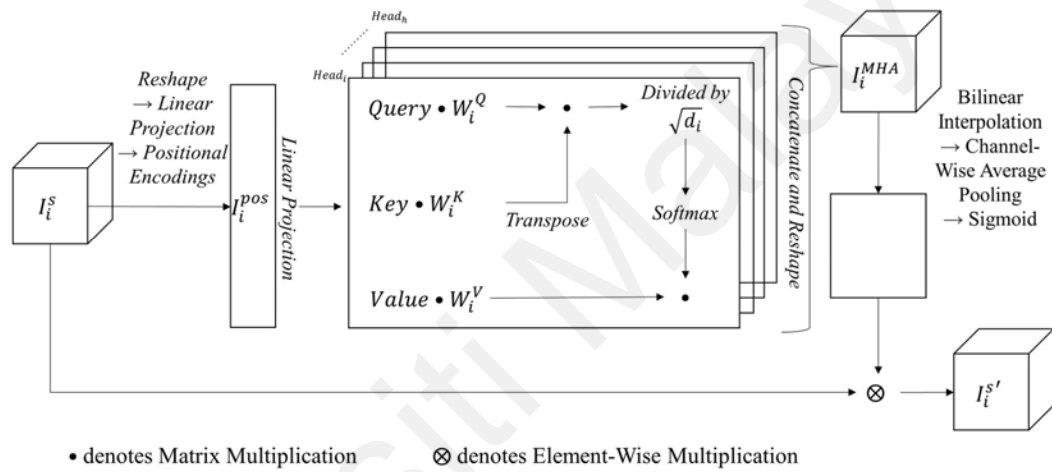 Head_h
Head_i
Reshape
→ Linear
Projection
→ Positional
Encodings
I_i^s
I_i^{pos}
Linear Projection
Query • W_i^Q
•
Divided by
√d_i
Key • W_i^K
Transpose
Softmax
Value • W_i^V
•
Concatenate and Reshape
I_i^{MHA}
Bilinear
Interpolation
→ Channel-
Wise Average
Pooling
→ Sigmoid
⊗
I_i^{s'}
• denotes Matrix Multiplication
⊗ denotes Element-Wise Multiplication
siti Malay